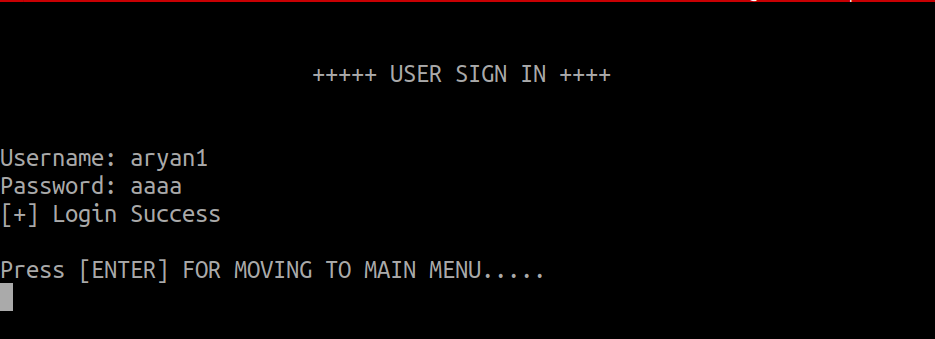 +++++ USER SIGN IN ++++
Username: aryan1
Password: aaaa
[+] Login Success
Press [ENTER] FOR MOVING TO MAIN MENU.....